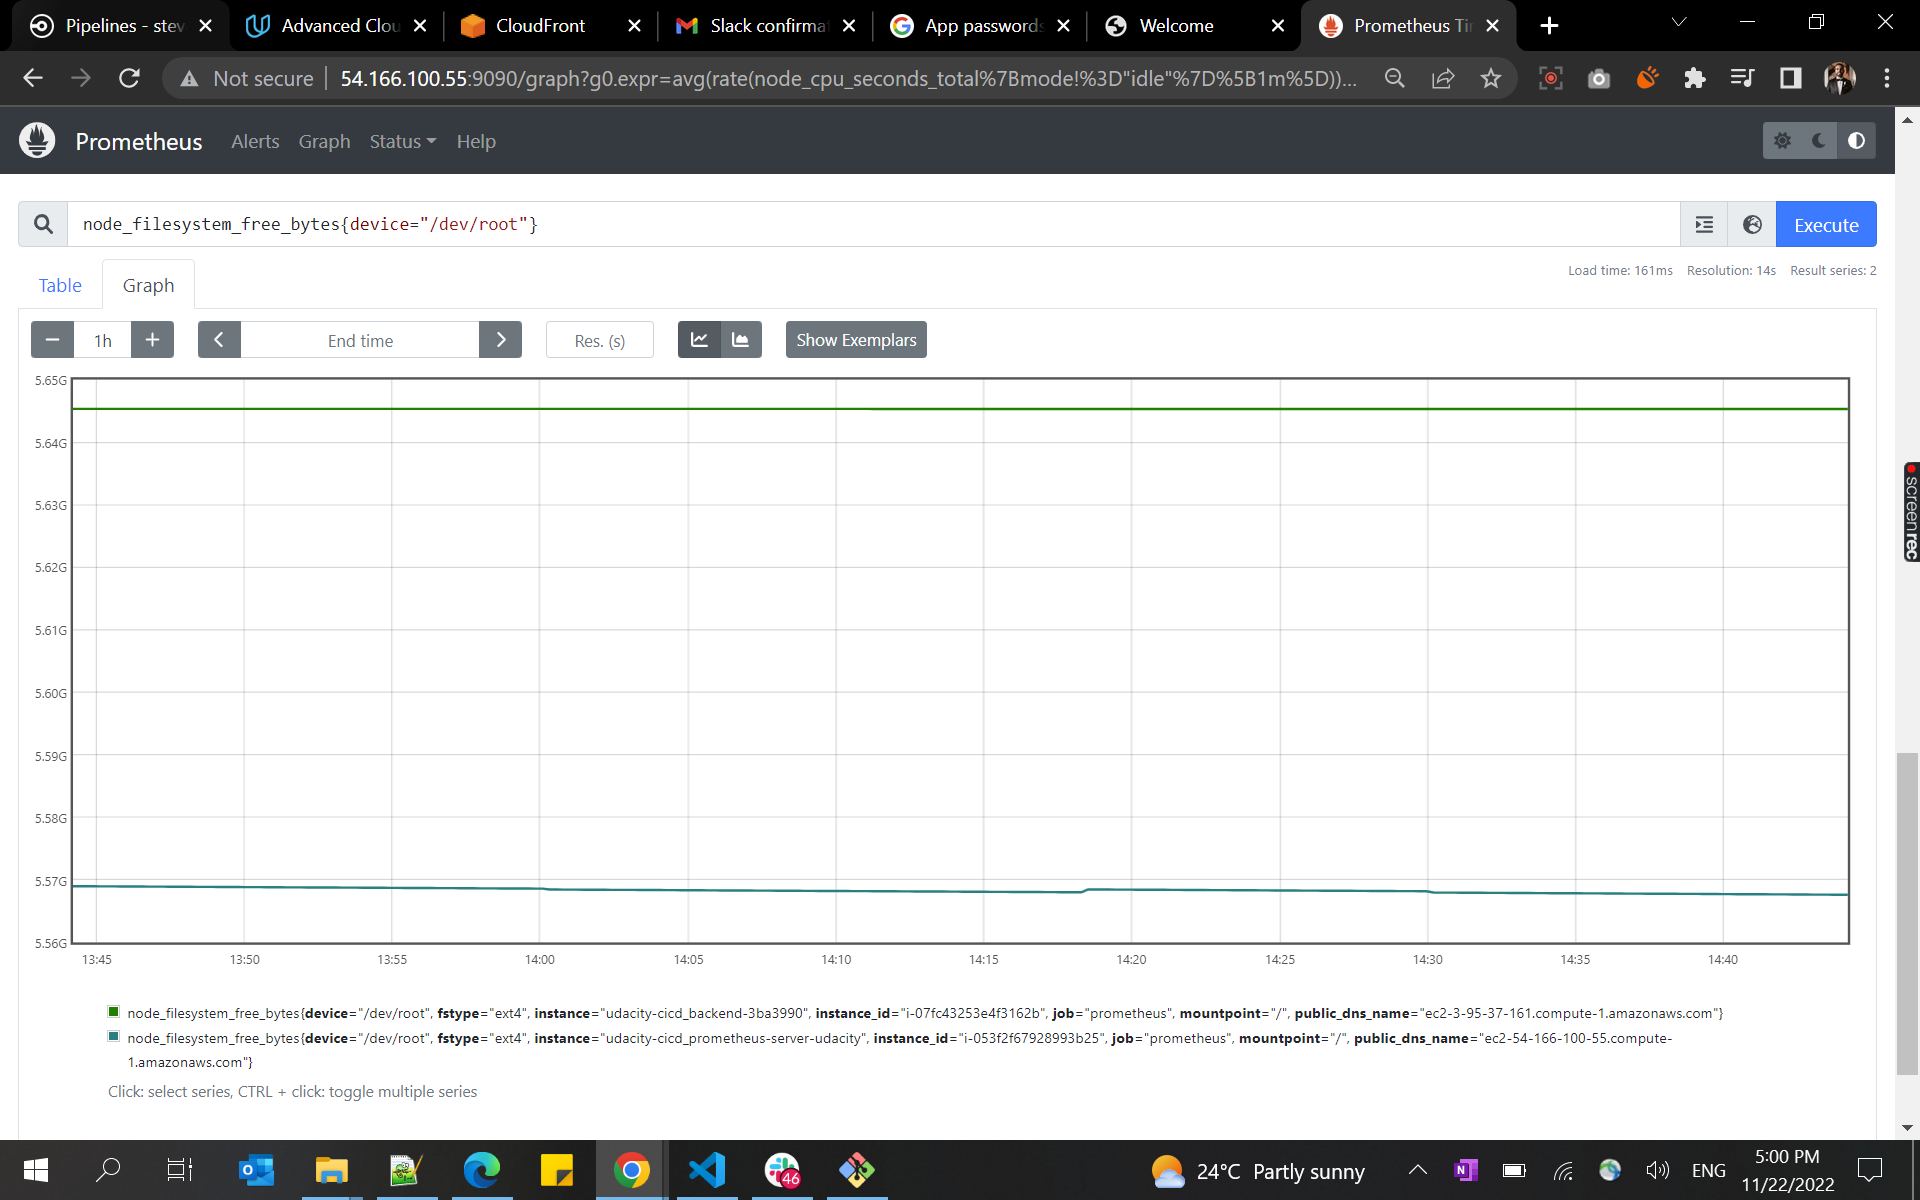 Pipelines - stev
Advanced Clou
CloudFront
Slack confirmat
App passwords
Welcome
Prometheus Tim
Not secure
54.166.100.55:9090/graph?g0.expr=avg(rate(node_cpu_seconds_total%7Bmode!%3D"idle"%7D%5B1m%5D))...
Prometheus Alerts Graph Status Help
node_filesystem_free_bytes{device="/dev/root"}
Execute
Load time: 161ms Resolution: 14s Result series: 2
Table Graph
1h
End time
Res. (s)
Show Exemplars
5.65G
5.64G
5.63G
5.62G
5.61G
5.60G
5.59G
5.58G
5.57G
5.56G
13:45 13:50 13:55 14:00 14:05 14:10 14:15 14:20 14:25 14:30 14:35 14:40
node_filesystem_free_bytes{device="/dev/root", fstype="ext4", instance="udacity-cicd_backend-3ba3990", instance_id="i-07fc43253e4f3162b", job="prometheus", mountpoint="/", public_dns_name="ec2-3-95-37-161.compute-1.amazonaws.com"}
node_filesystem_free_bytes{device="/dev/root", fstype="ext4", instance="udacity-cicd_prometheus-server-udacity", instance_id="i-053f2f67928993b25", job="prometheus", mountpoint="/", public_dns_name="ec2-54-166-100-55.compute-
1.amazonaws.com"}
Click: select series, CTRL + click: toggle multiple series
screenrec
46
24°C Partly sunny
ENG
5:00 PM
11/22/2022